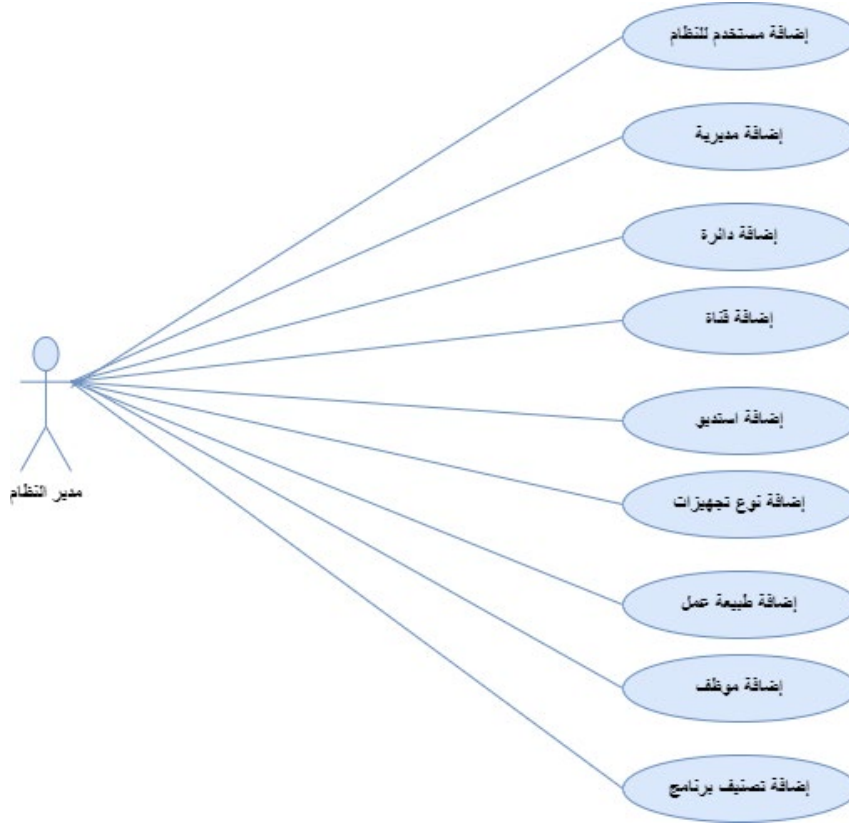 إضافة مستخدم للنظام
إضافة مديرية
إضافة دائرة
إضافة قناة
إضافة استديو
إضافة نوع تجهيزات
إضافة طبيعة عمل
إضافة موظف
إضافة تصنيف برنامج
مدير النظام